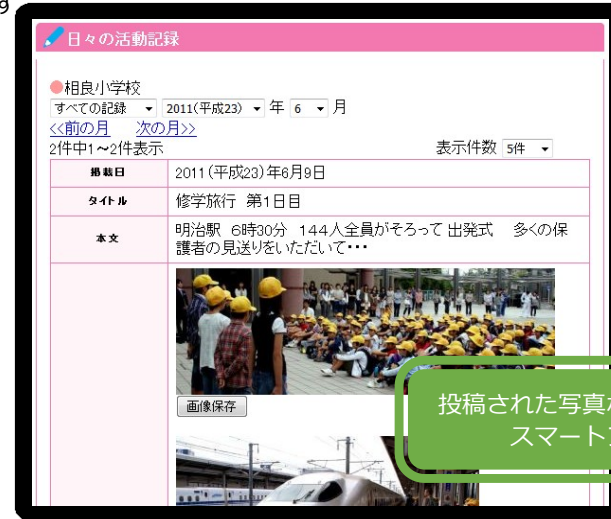 す
日々の活動記録
●相良小学校
すべての記録 2011(平成23) 年 6 月
<<前の月 次の月>>
2件中1～2件表示 表示件数 5件
掲載日 2011(平成23)年6月9日
タイトル 修学旅行 第1日目
本文 明治駅 6時30分 144人全員がそろって出発式 多くの保
護者の見送りをいただいて・・・
画像保存
投稿された写真
スマート